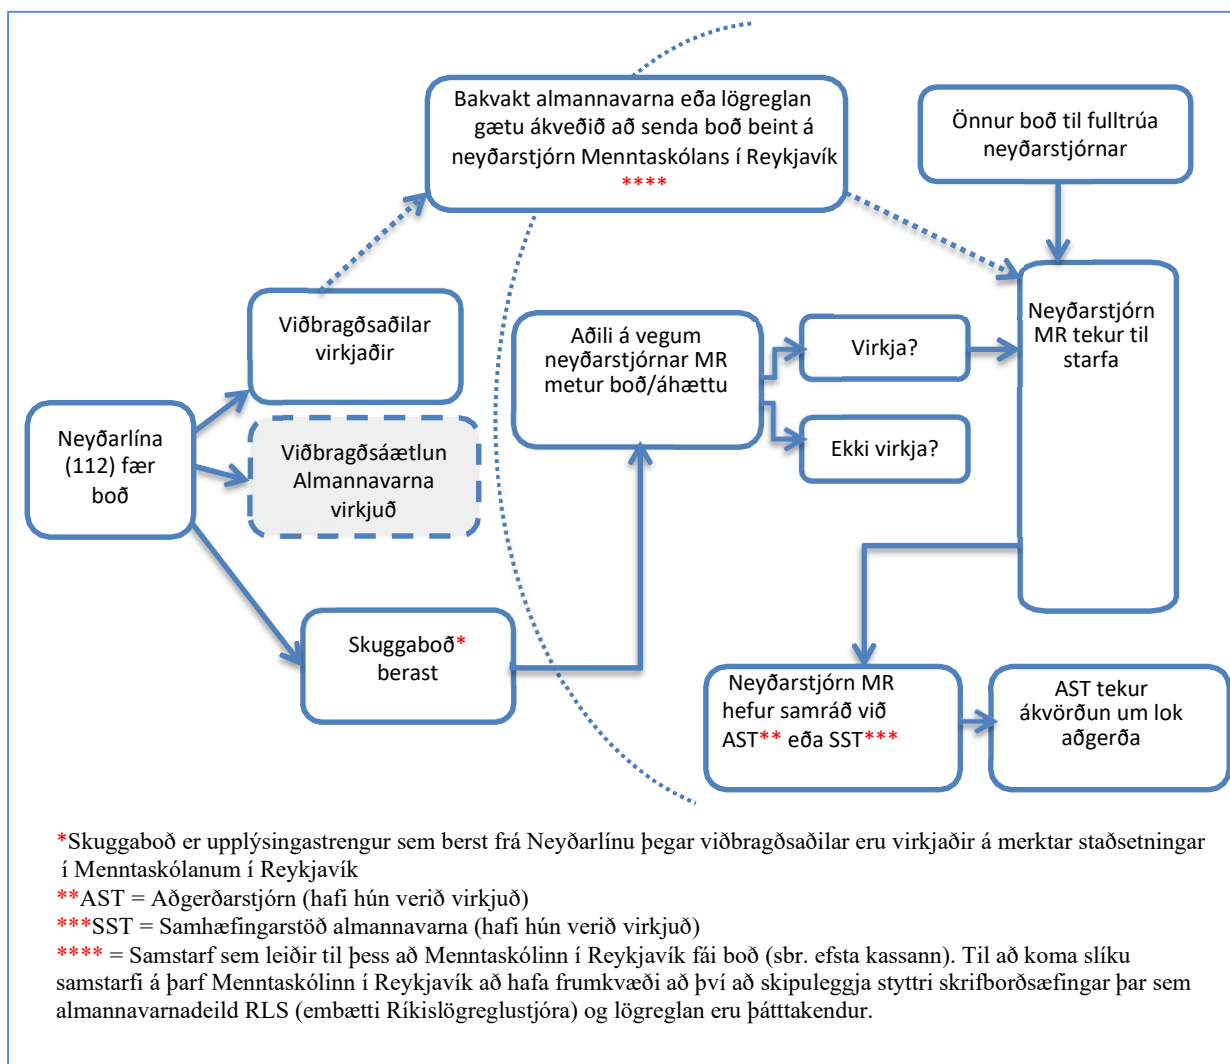 Bakvakt almannavarna eða lögreglan
gætu ákveðið að senda boð beint á
neyðarstjórn Menntaskólans í Reykjavík
****
Önnur boð til fulltrúa
neyðarstjórnar
Viðbragðsaðilar
virkjaðir
Aðili á vegum
neyðarstjórnar MR
metur boð/áhættu
Virkja?
Neyðarstjórn
MR tekur til
starfa
Neyðarlína
(112) fær
boð
Viðbragðsáætlun
Almannavarna
virkjuð
Ekki virkja?
Skuggaboð*
berast
Neyðarstjórn MR
hefur samráð við
AST** eða SST***
AST tekur
ákvörðun um lok
aðgerða
*Skuggaboð er upplýsingastrengur sem berst frá Neyðarlínu þegar viðbragðsaðilar eru virkjaðir á merktar staðsetningar
í Menntaskólanum í Reykjavík
**AST = Aðgerðarstjórn (hafi hún verið virkjuð)
***SST = Samhæfingarstöð almannavarna (hafi hún verið virkjuð)
**** = Samstarf sem leiðir til þess að Menntaskólinn í Reykjavík fái boð (sbr. efsta kassann). Til að koma slíku
samstarfi á þarf Menntaskólinn í Reykjavík að hafa frumkvæði að því að skipuleggja styttri skrifborðsæfingar þar sem
almannavarnadeild RLS (embætti Ríkislögreglustjóra) og lögreglan eru þátttakendur.